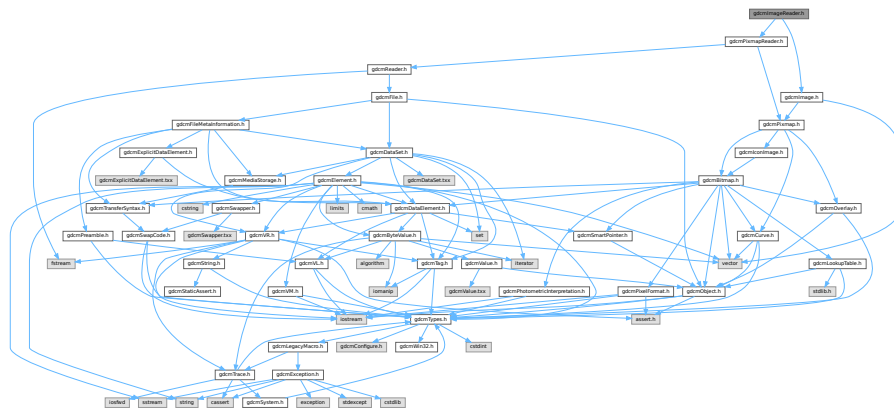 gdcmImageReader.h
gdcmPixmapReader.h
gdcmReader.h
gdcmFile.h
gdcmImage.h
gdcmFileMetaInformation.h
gdcmPixmap.h
gdcmExplicitDataElement.h
gdcmDataSet.h
gdcmIconImage.h
gdcmExplicitDataElement.txx
gdcmMediaStorage.h
gdcmElement.h
gdcmDataSet.txx
gdcmBitmap.h
gdcmTransferSyntax.h
cstring
gdcmSwapper.h
limits
cmath
gdcmDataElement.h
gdcmOverlay.h
gdcmPreamble.h
gdcmSwapCode.h
gdcmSwapper.txx
gdcmVR.h
gdcmByteValue.h
set
gdcmSmartPointer.h
gdcmCurve.h
fstream
gdcmString.h
gdcmVL.h
algorithm
gdcmTag.h
gdcmValue.h
iterator
vector
gdcmLookupTable.h
gdcmStaticAssert.h
gdcmVM.h
iomanip
gdcmValue.txx
gdcmPhotometricInterpretation.h
gdcmPixelFormat.h
gdcmObject.h
stdlib.h
iostream
gdcmTypes.h
assert.h
gdcmLegacyMacro.h
gdcmConfigure.h
gdcmWin32.h
cstdint
gdcmTrace.h
gdcmException.h
iosfwd
sstream
string
cassert
gdcmSystem.h
exception
stdexcept
cstdlib